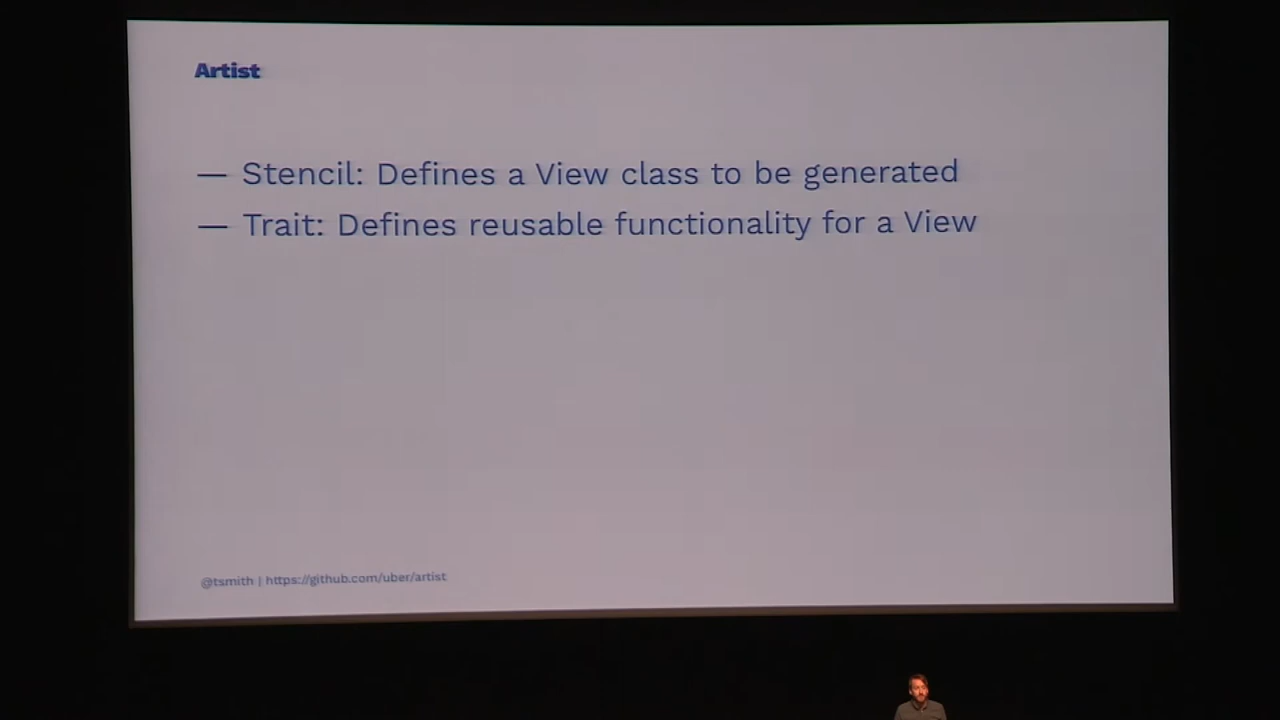 Artist
— Stencil: Defines a View class to be generated
— Trait: Defines reusable functionality for a View
@tsmith | https://github.com/uber/artist